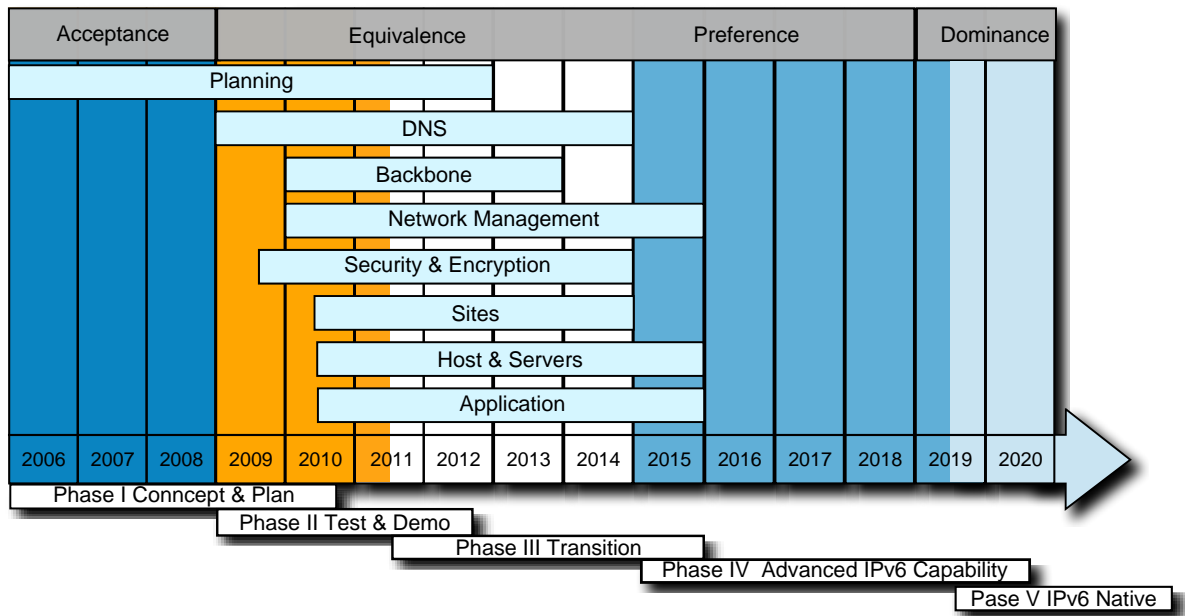 Acceptance Equivalence Preference Dominance
Planning
DNS
Backbone
Network Management
Security & Encryption
Sites
Host & Servers
Application
2006 2007 2008 2009 2010 2011 2012 2013 2014 2015 2016 2017 2018 2019 2020
Phase I Conncept & Plan
Phase II Test & Demo
Phase III Transition
Phase IV Advanced IPv6 Capability
Pase V IPv6 Native